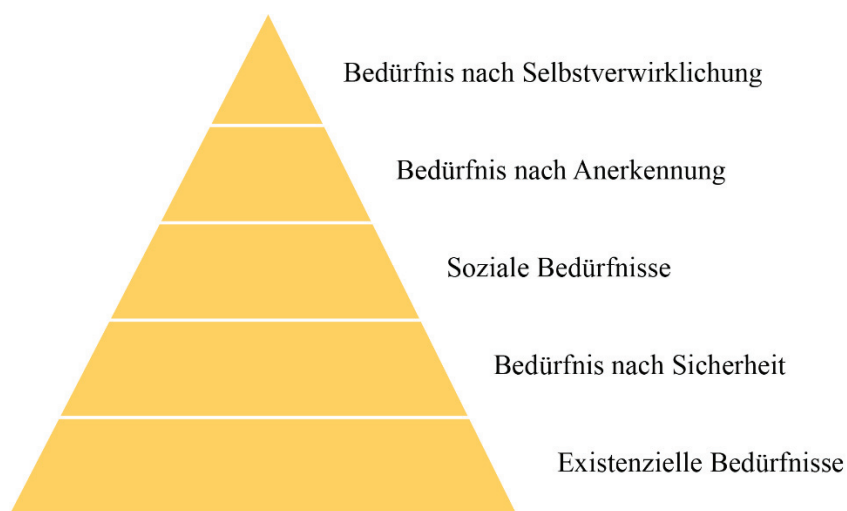 Bedürfnis nach Selbstverwirklichung
Bedürfnis nach Anerkennung
Soziale Bedürfnisse
Bedürfnis nach Sicherheit
Existenzielle Bedürfnisse